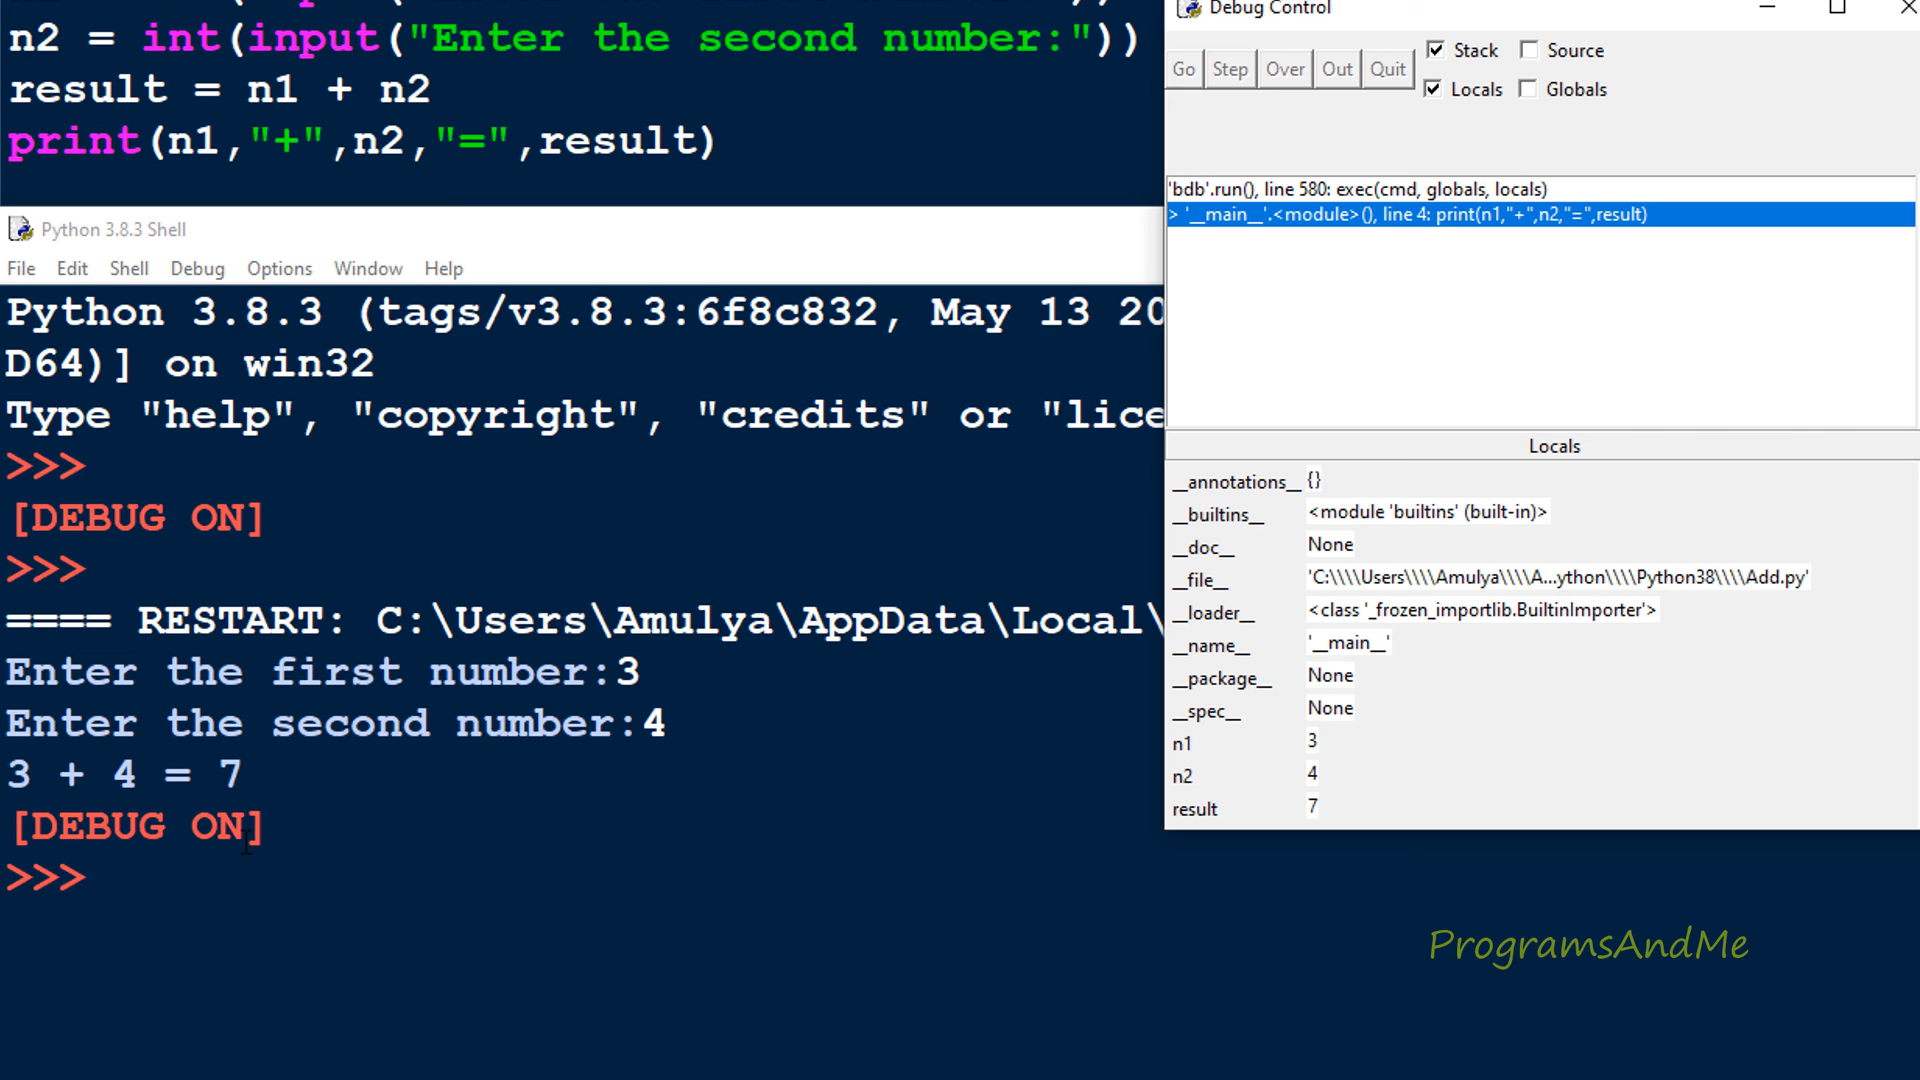 n2 = int(input("Enter the second number:"))
result = n1 + n2
print(n1,"+",n2,"=",result)
Python 3.8.3 Shell
File Edit Shell Debug Options Window Help
Python 3.8.3 (tags/v3.8.3:6f8c832, May 13 20
D64)] on win32
Type "help", "copyright", "credits" or "lice
>>>
[DEBUG ON]
>>>
==== RESTART: C:\Users\Amulya\AppData\Local\
Enter the first number:3
Enter the second number:4
3 + 4 = 7
[DEBUG ON]
>>>
Debug Control
Go Step Over Out Quit
Stack Source
Locals Globals
'bdb'.run(), line 580: exec(cmd, globals, locals)
> '__main__'.<module>(), line 4: print(n1,"+",n2,"=",result)
Locals
__annotations__ {}
__builtins__ <module 'builtins' (built-in)>
__doc__ None
__file__ 'C:\\\\Users\\\\Amulya\\\\A...ython\\\\Python38\\\\Add.py'
__loader__ <class '_frozen_importlib.BuiltinImporter'>
__name__ '__main__'
__package__ None
__spec__ None
n1 3
n2 4
result 7
ProgramsAndMe